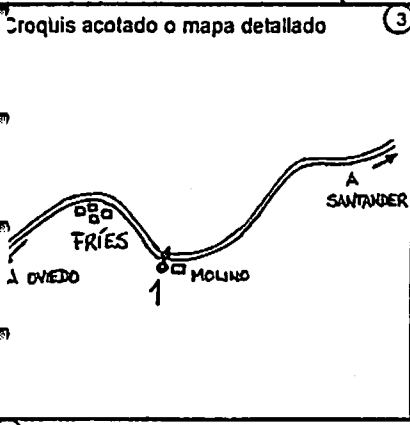 Croquis acotado o mapa detallado
3
A
SANTANDER
FRÍES
A OVIEDO
MOLINO
1